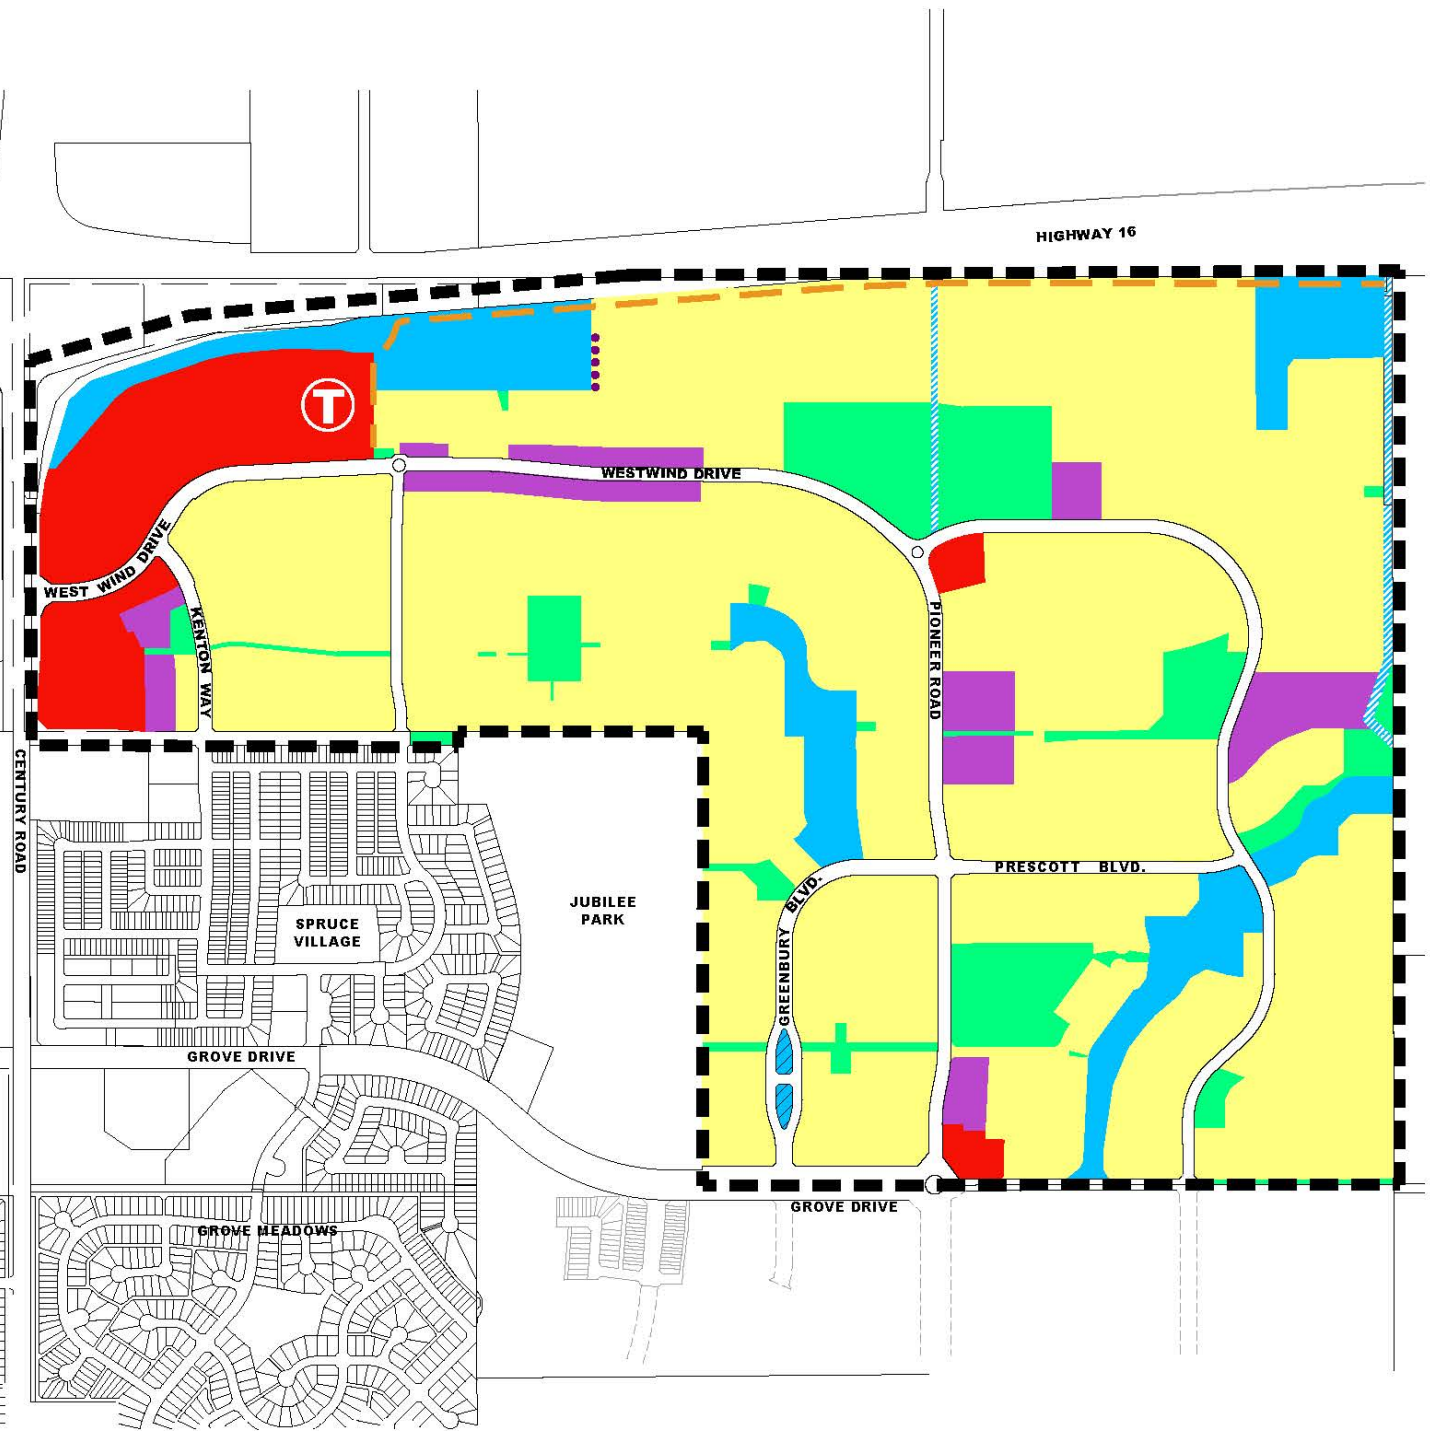 HIGHWAY 16
T
WESTWIND DRIVE
WEST WIND DRIVE
KENTON WAY
PIONEER ROAD
CENTURY ROAD
PRESCOTT BLVD.
GREENBURY BLVD.
JUBILEE
PARK
SPRUCE
VILLAGE
GROVE DRIVE
GROVE DRIVE
GROVE MEADOWS